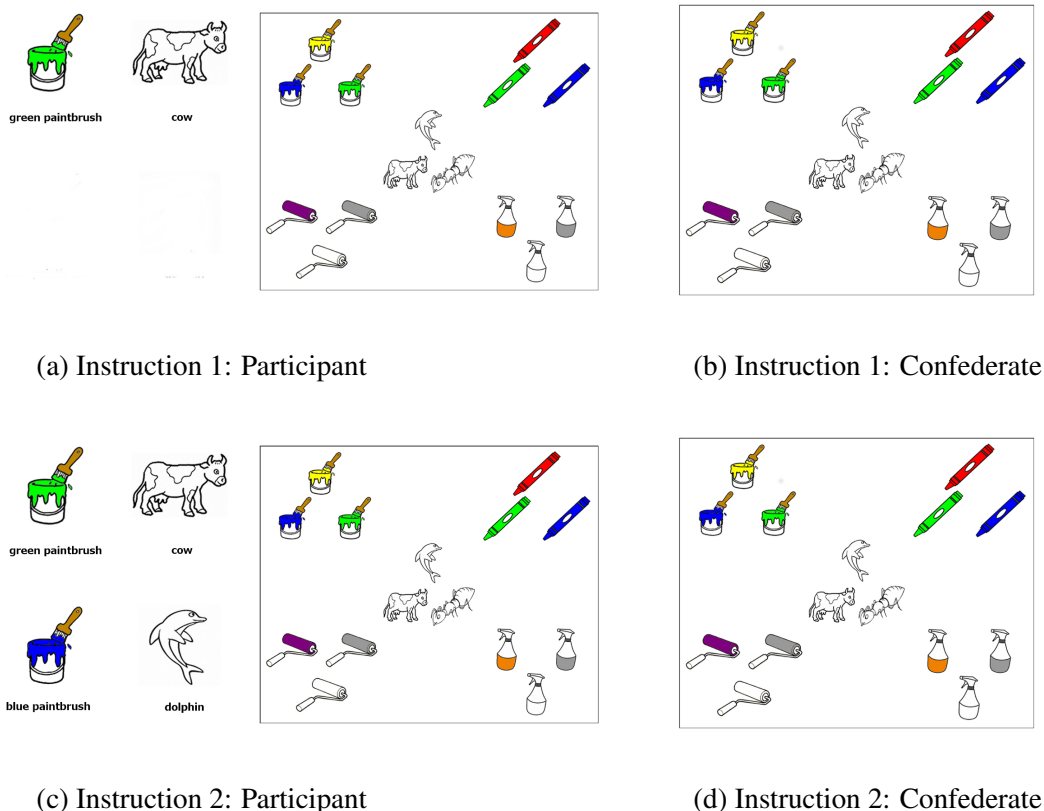 green paintbrush cow
(a) Instruction 1: Participant (b) Instruction 1: Confederate
green paintbrush cow
blue paintbrush dolphin
(c) Instruction 2: Participant (d) Instruction 2: Confederate